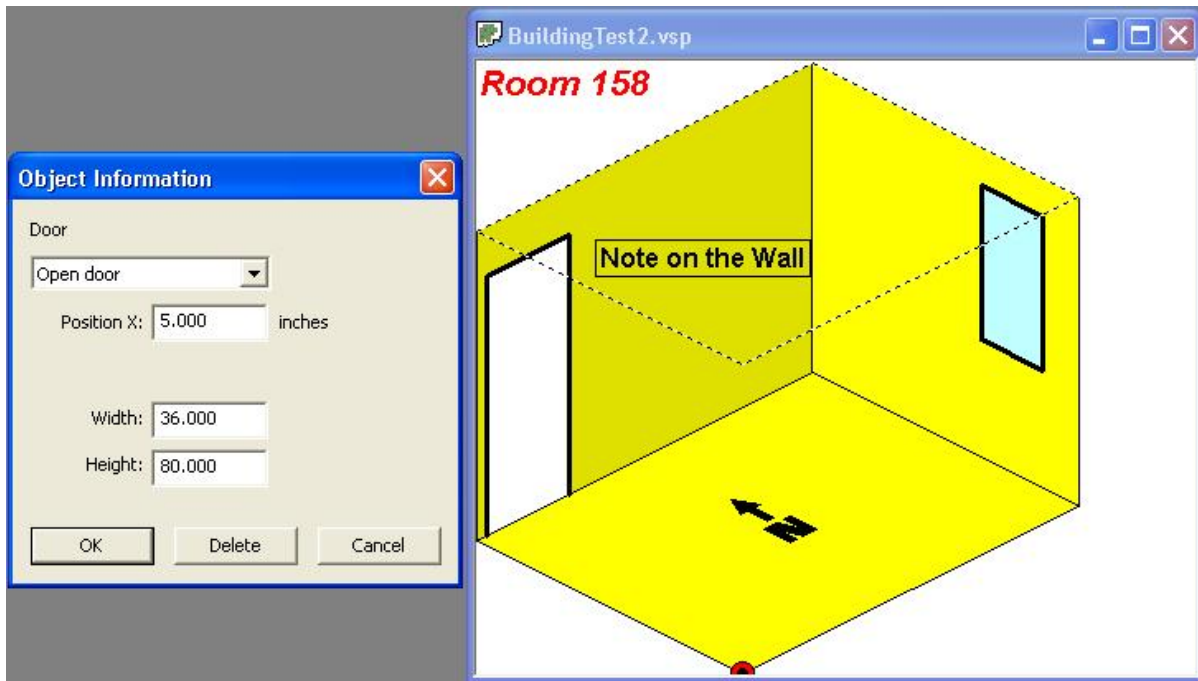 Object Information
Door
Open door
Position X: 5.000 inches
Width: 36.000
Height: 80.000
OK Delete Cancel
BuildingTest2.vsp
Room 158
Note on the Wall
N